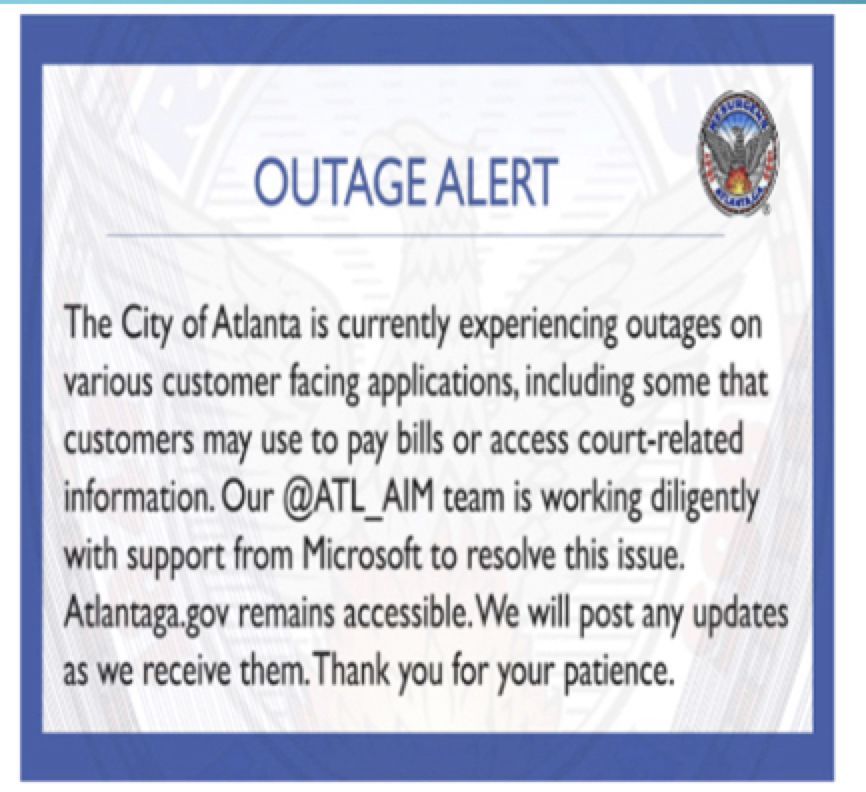 OUTAGE ALERT
RESURGENS
ATLANTA, GA.
The City of Atlanta is currently experiencing outages on
various customer facing applications, including some that
customers may use to pay bills or access court-related
information. Our @ATL_AIM team is working diligently
with support from Microsoft to resolve this issue.
Atlantaga.gov remains accessible. We will post any updates
as we receive them. Thank you for your patience.